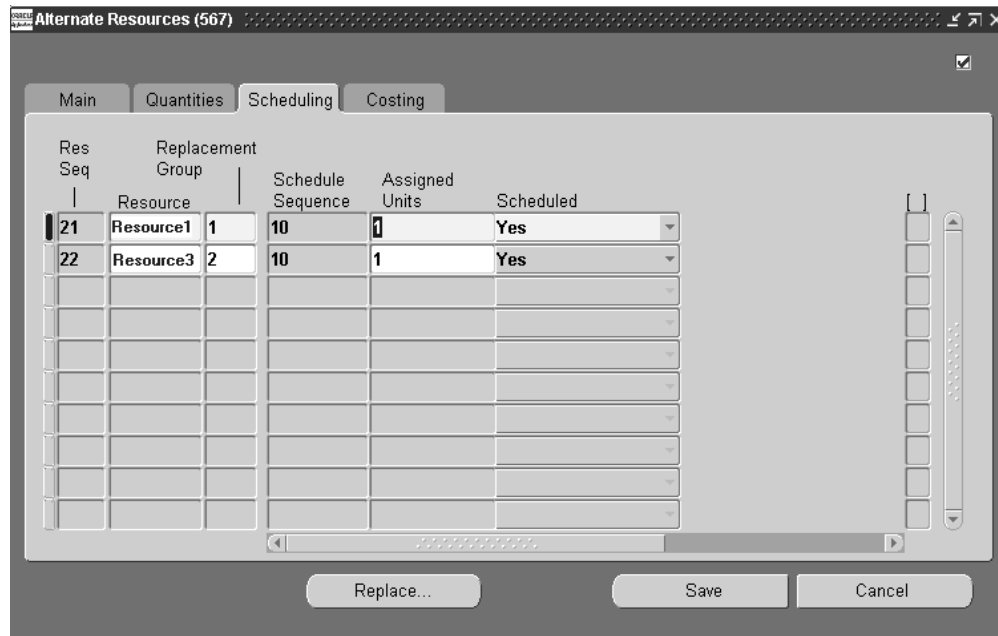 Alternate Resources (567)
Main Quantities Scheduling Costing
Res Seq Resource Replacement Group Schedule Sequence Assigned Units Scheduled [ ]
21 Resource1 1 10 1 Yes
22 Resource3 2 10 1 Yes
Replace... Save Cancel